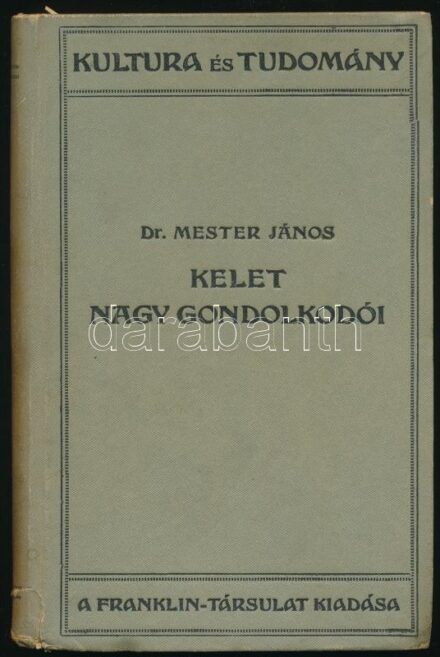 KULTURA ÉS TUDOMÁNY
Dr. MESTER JÁNOS
KELET
NAGY GONDOLKODÓI
darabanth
A FRANKLIN-TÁRSULAT KIADÁSA